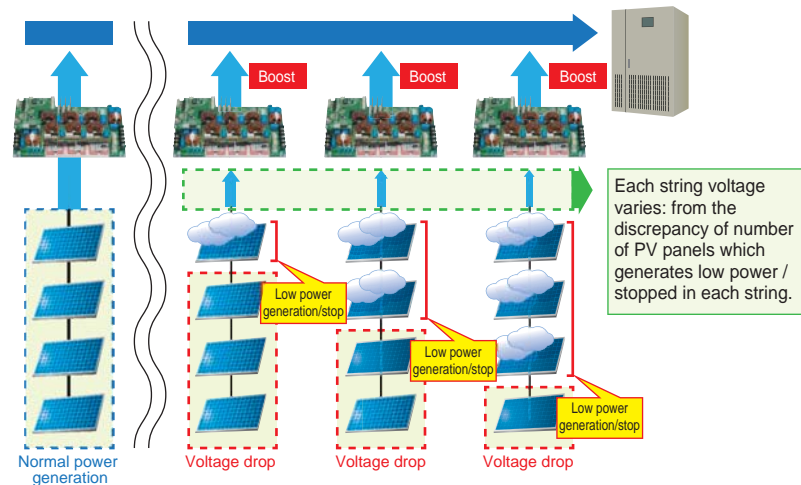 Boost
Boost
Boost
Each string voltage
varies: from the
discrepancy of number
of PV panels which
generates low power /
stopped in each string.
Low power
generation/stop
Low power
generation/stop
Low power
generation/stop
Normal power
generation
Voltage drop
Voltage drop
Voltage drop